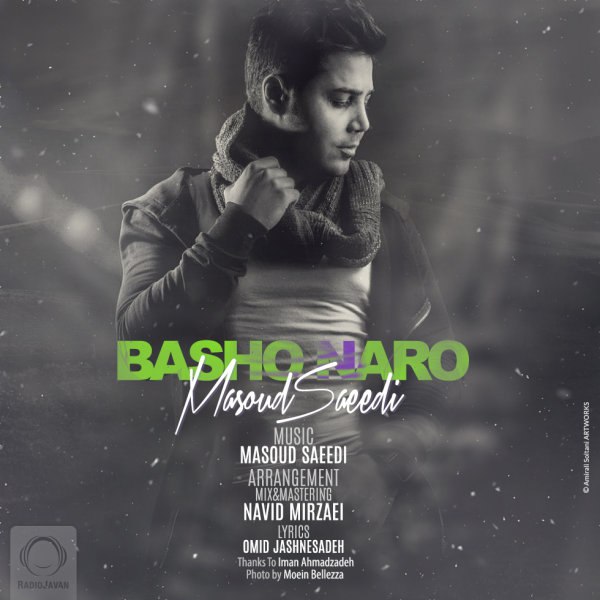 BASHO NARO
Masoud Saeedi
MUSIC
MASOUD SAEEDI
ARRANGEMENT
MIX&MASTERING
NAVID MIRZAEI
LYRICS
OMID JASHNESADEH
Thanks To Iman Ahmadzadeh
Photo by Moein Bellezza
© Amirali Soltani ARTWORKS
RADIOJAVAN